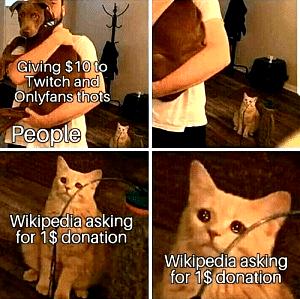 Giving $10 to
Twitch and
Onlyfans thots
People
Wikipedia asking
for 1$ donation
Wikipedia asking
for 1$ donation